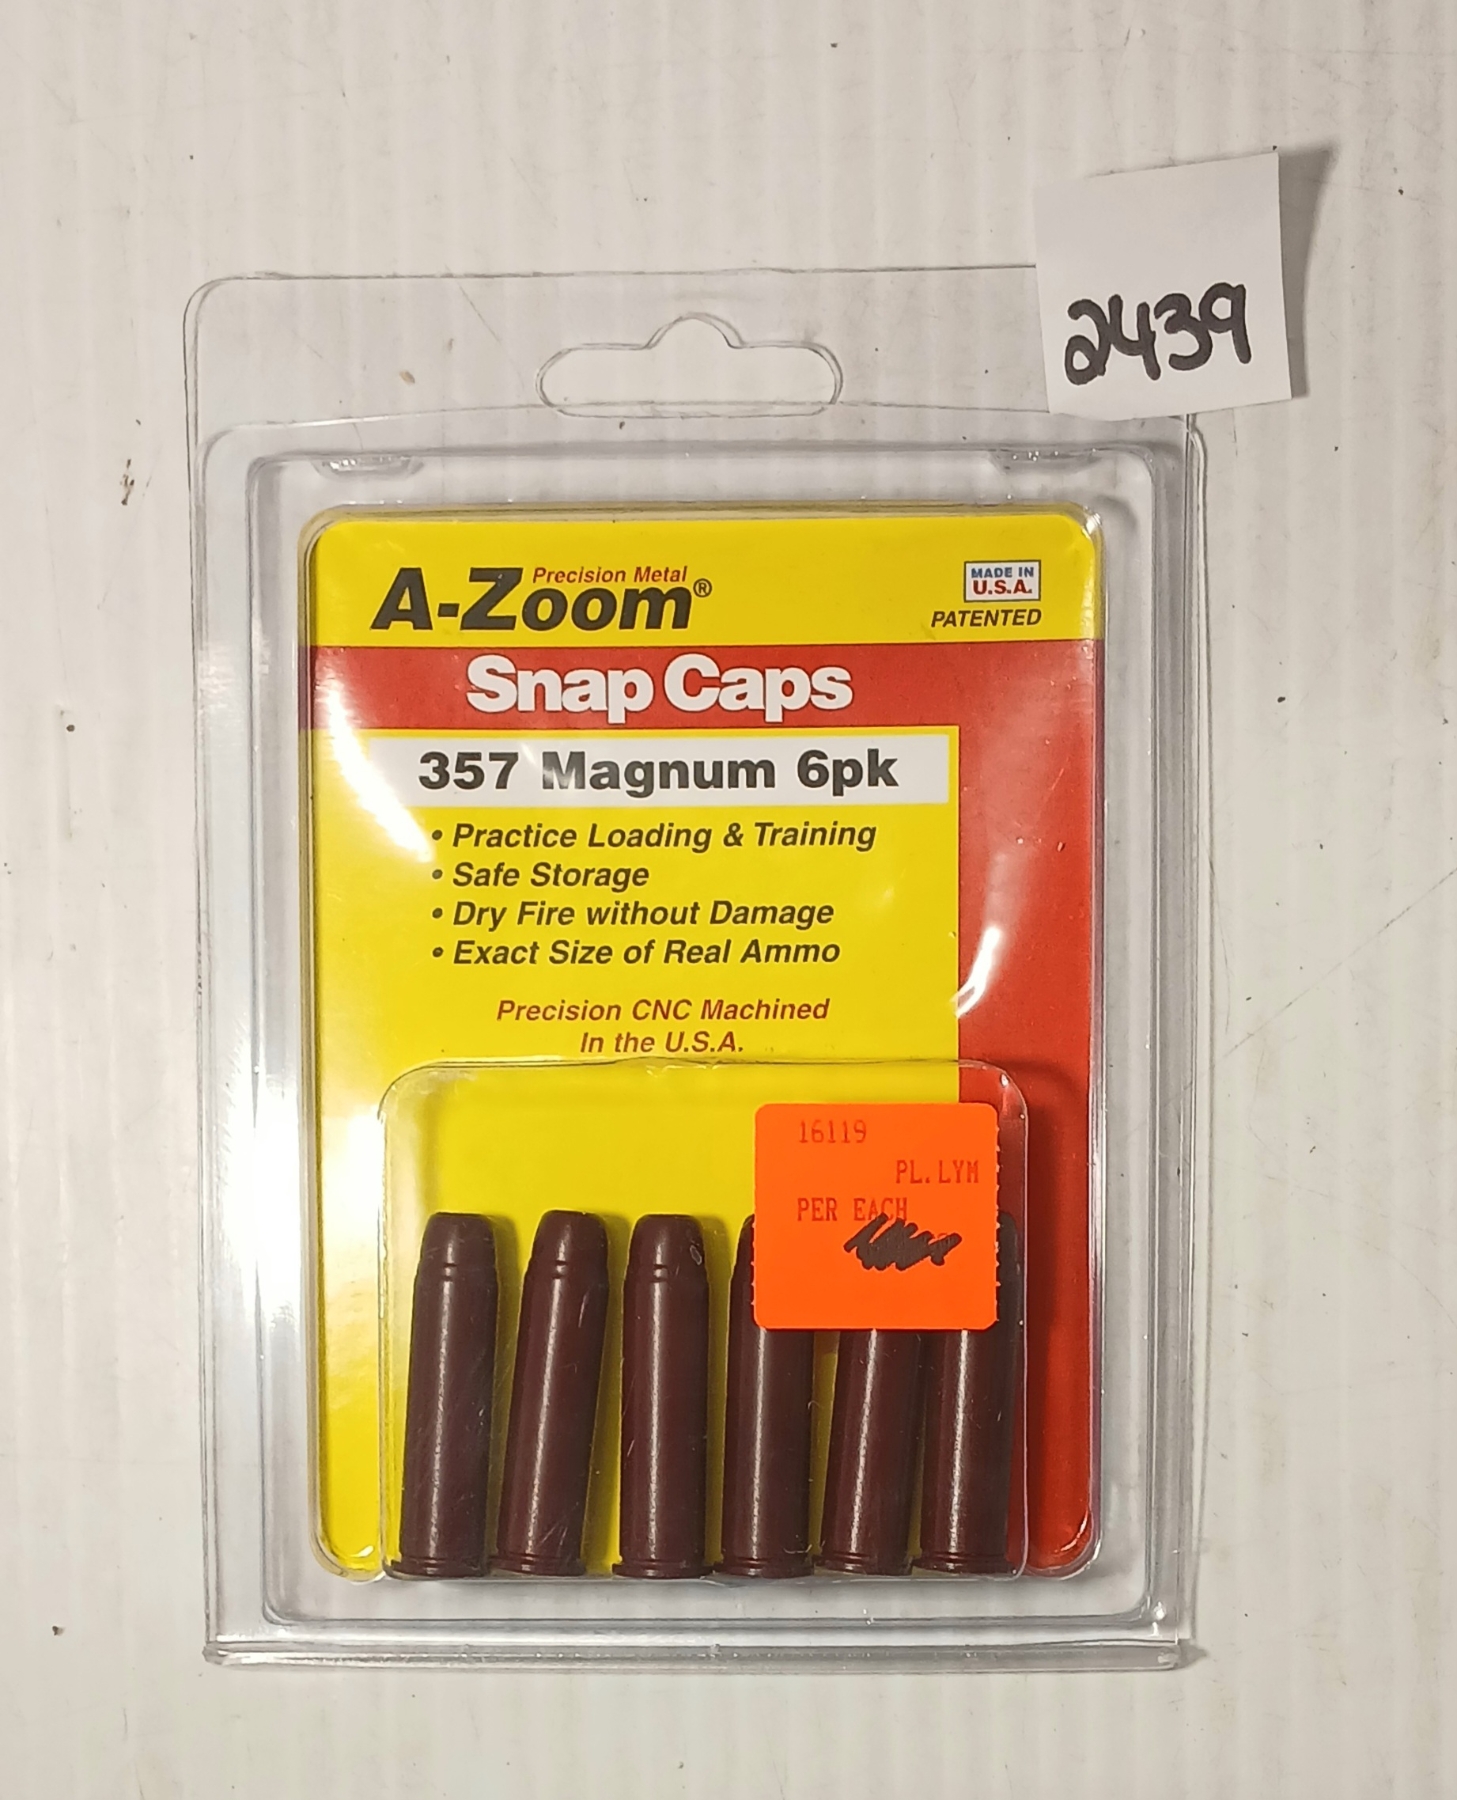 2439
Precision Metal
A-Zoom®
MADE IN
U.S.A.
PATENTED
Snap Caps
357 Magnum 6pk
• Practice Loading & Training
• Safe Storage
• Dry Fire without Damage
• Exact Size of Real Ammo
Precision CNC Machined
In the U.S.A.
16119
PL.LYM
PER EACH